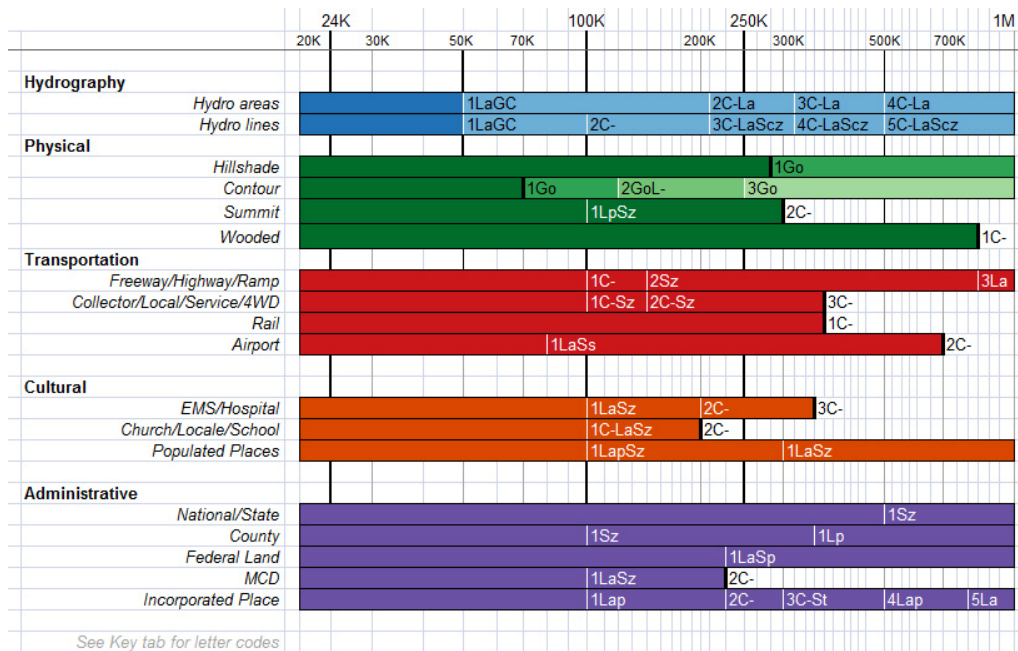 24K 100K 250K 1M
20K 30K 50K 70K 200K 300K 500K 700K
Hydrography
Hydro areas 1LaGC 2C-La 3C-La 4C-La
Hydro lines 1LaGC 2C- 3C-LaScz 4C-LaScz 5C-LaScz
Physical
Hillshade 1Go
Contour 1Go 2GoL- 3Go
Summit 1LpSz 2C-
Wooded 1C-
Transportation
Freeway/Highway/Ramp 1C- 2Sz 3La
Collector/Local/Service/4WD 1C-Sz 2C-Sz 3C-
Rail 1C-
Airport 1LaSs 2C-
Cultural
EMS/Hospital 1LaSz 2C- 3C-
Church/Locale/School 1C-LaSz 2C-
Populated Places 1LapSz 1LaSz
Administrative
National/State 1Sz
County 1Sz 1Lp
Federal Land 1LaSp
MCD 1LaSz 2C-
Incorporated Place 1Lap 2C- 3C-St 4Lap 5La
See Key tab for letter codes